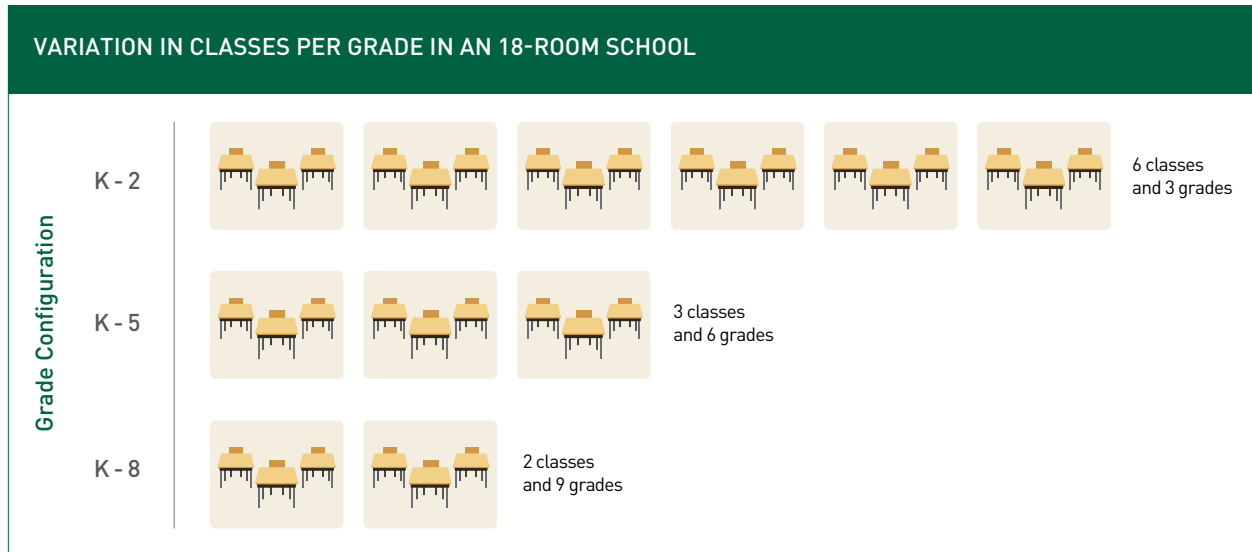 VARIATION IN CLASSES PER GRADE IN AN 18-ROOM SCHOOL
Grade Configuration
K - 2
6 classes
and 3 grades
K - 5
3 classes
and 6 grades
K - 8
2 classes
and 9 grades